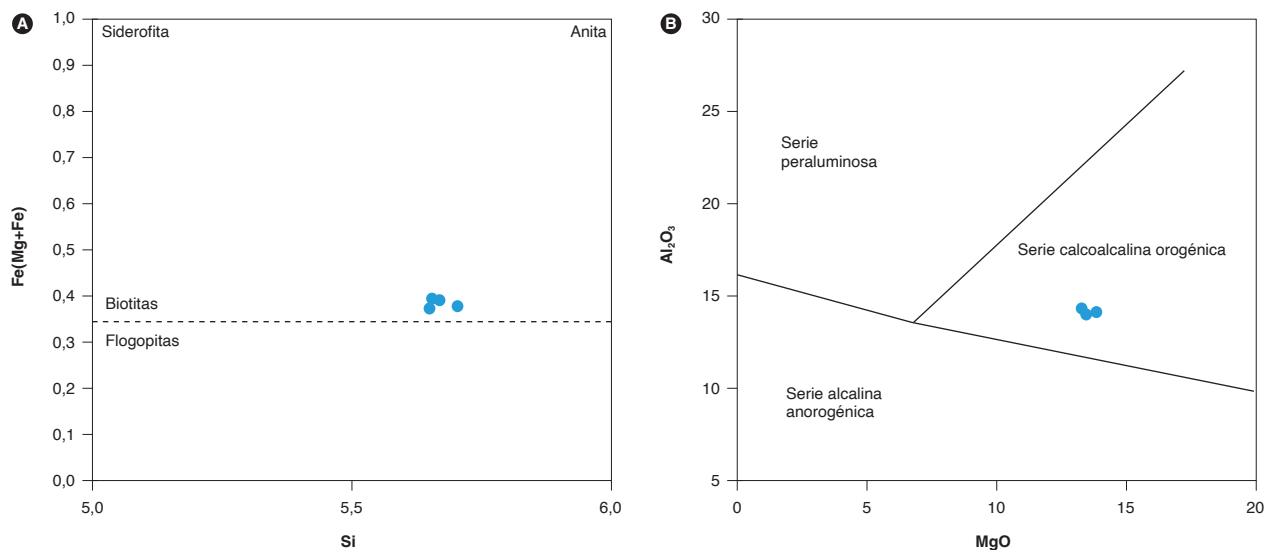 A
1,0
0,9
0,8
0,7
0,6
0,5
0,4
0,3
0,2
0,1
0,0
Fe(Mg+Fe)
Siderofita
Anita
Biotitas
Flogopitas
5,0
5,5
6,0
Si
B
30
25
20
15
10
5
Al₂O₃
Serie
peraluminosa
Serie calcoalcalina orogénica
Serie alcalina
anorogénica
0
5
10
15
20
MgO